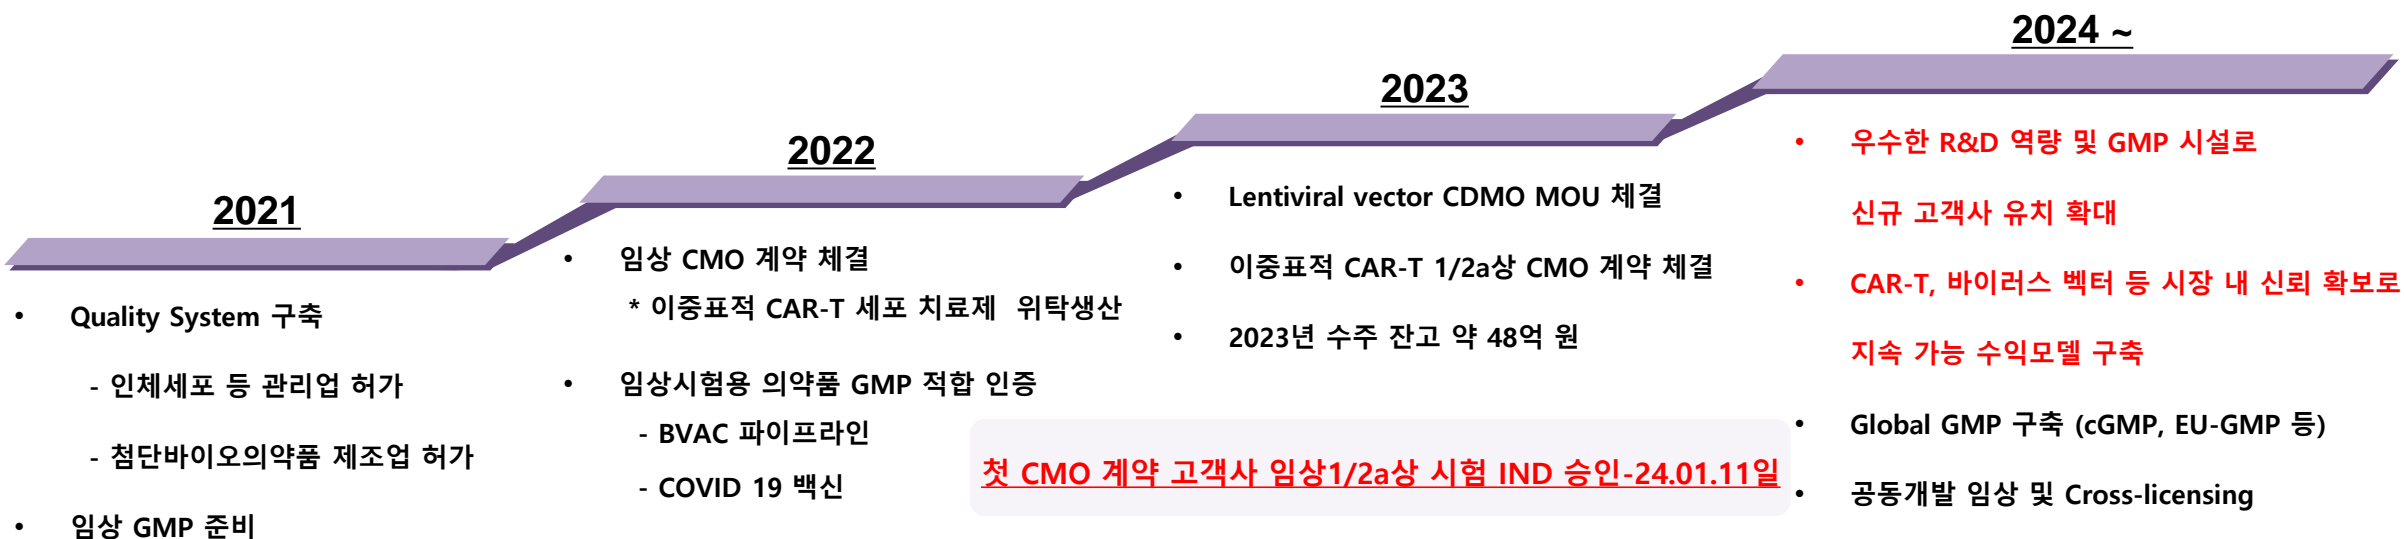 2021
• Quality System 구축
- 인체세포 등 관리업 허가
- 첨단바이오의약품 제조업 허가
• 임상 GMP 준비
2022
• 임상 CMO 계약 체결
* 이중표적 CAR-T 세포 치료제 위탁생산
• 임상시험용 의약품 GMP 적합 인증
- BVAC 파이프라인
- COVID 19 백신
2023
• Lentiviral vector CDMO MOU 체결
• 이중표적 CAR-T 1/2a상 CMO 계약 체결
• 2023년 수주 잔고 약 48억 원
첫 CMO 계약 고객사 임상1/2a상 시험 IND 승인-24.01.11일
2024 ~
• 우수한 R&D 역량 및 GMP 시설로
신규 고객사 유치 확대
• CAR-T, 바이러스 벡터 등 시장 내 신뢰 확보로
지속 가능 수익모델 구축
• Global GMP 구축 (cGMP, EU-GMP 등)
• 공동개발 임상 및 Cross-licensing